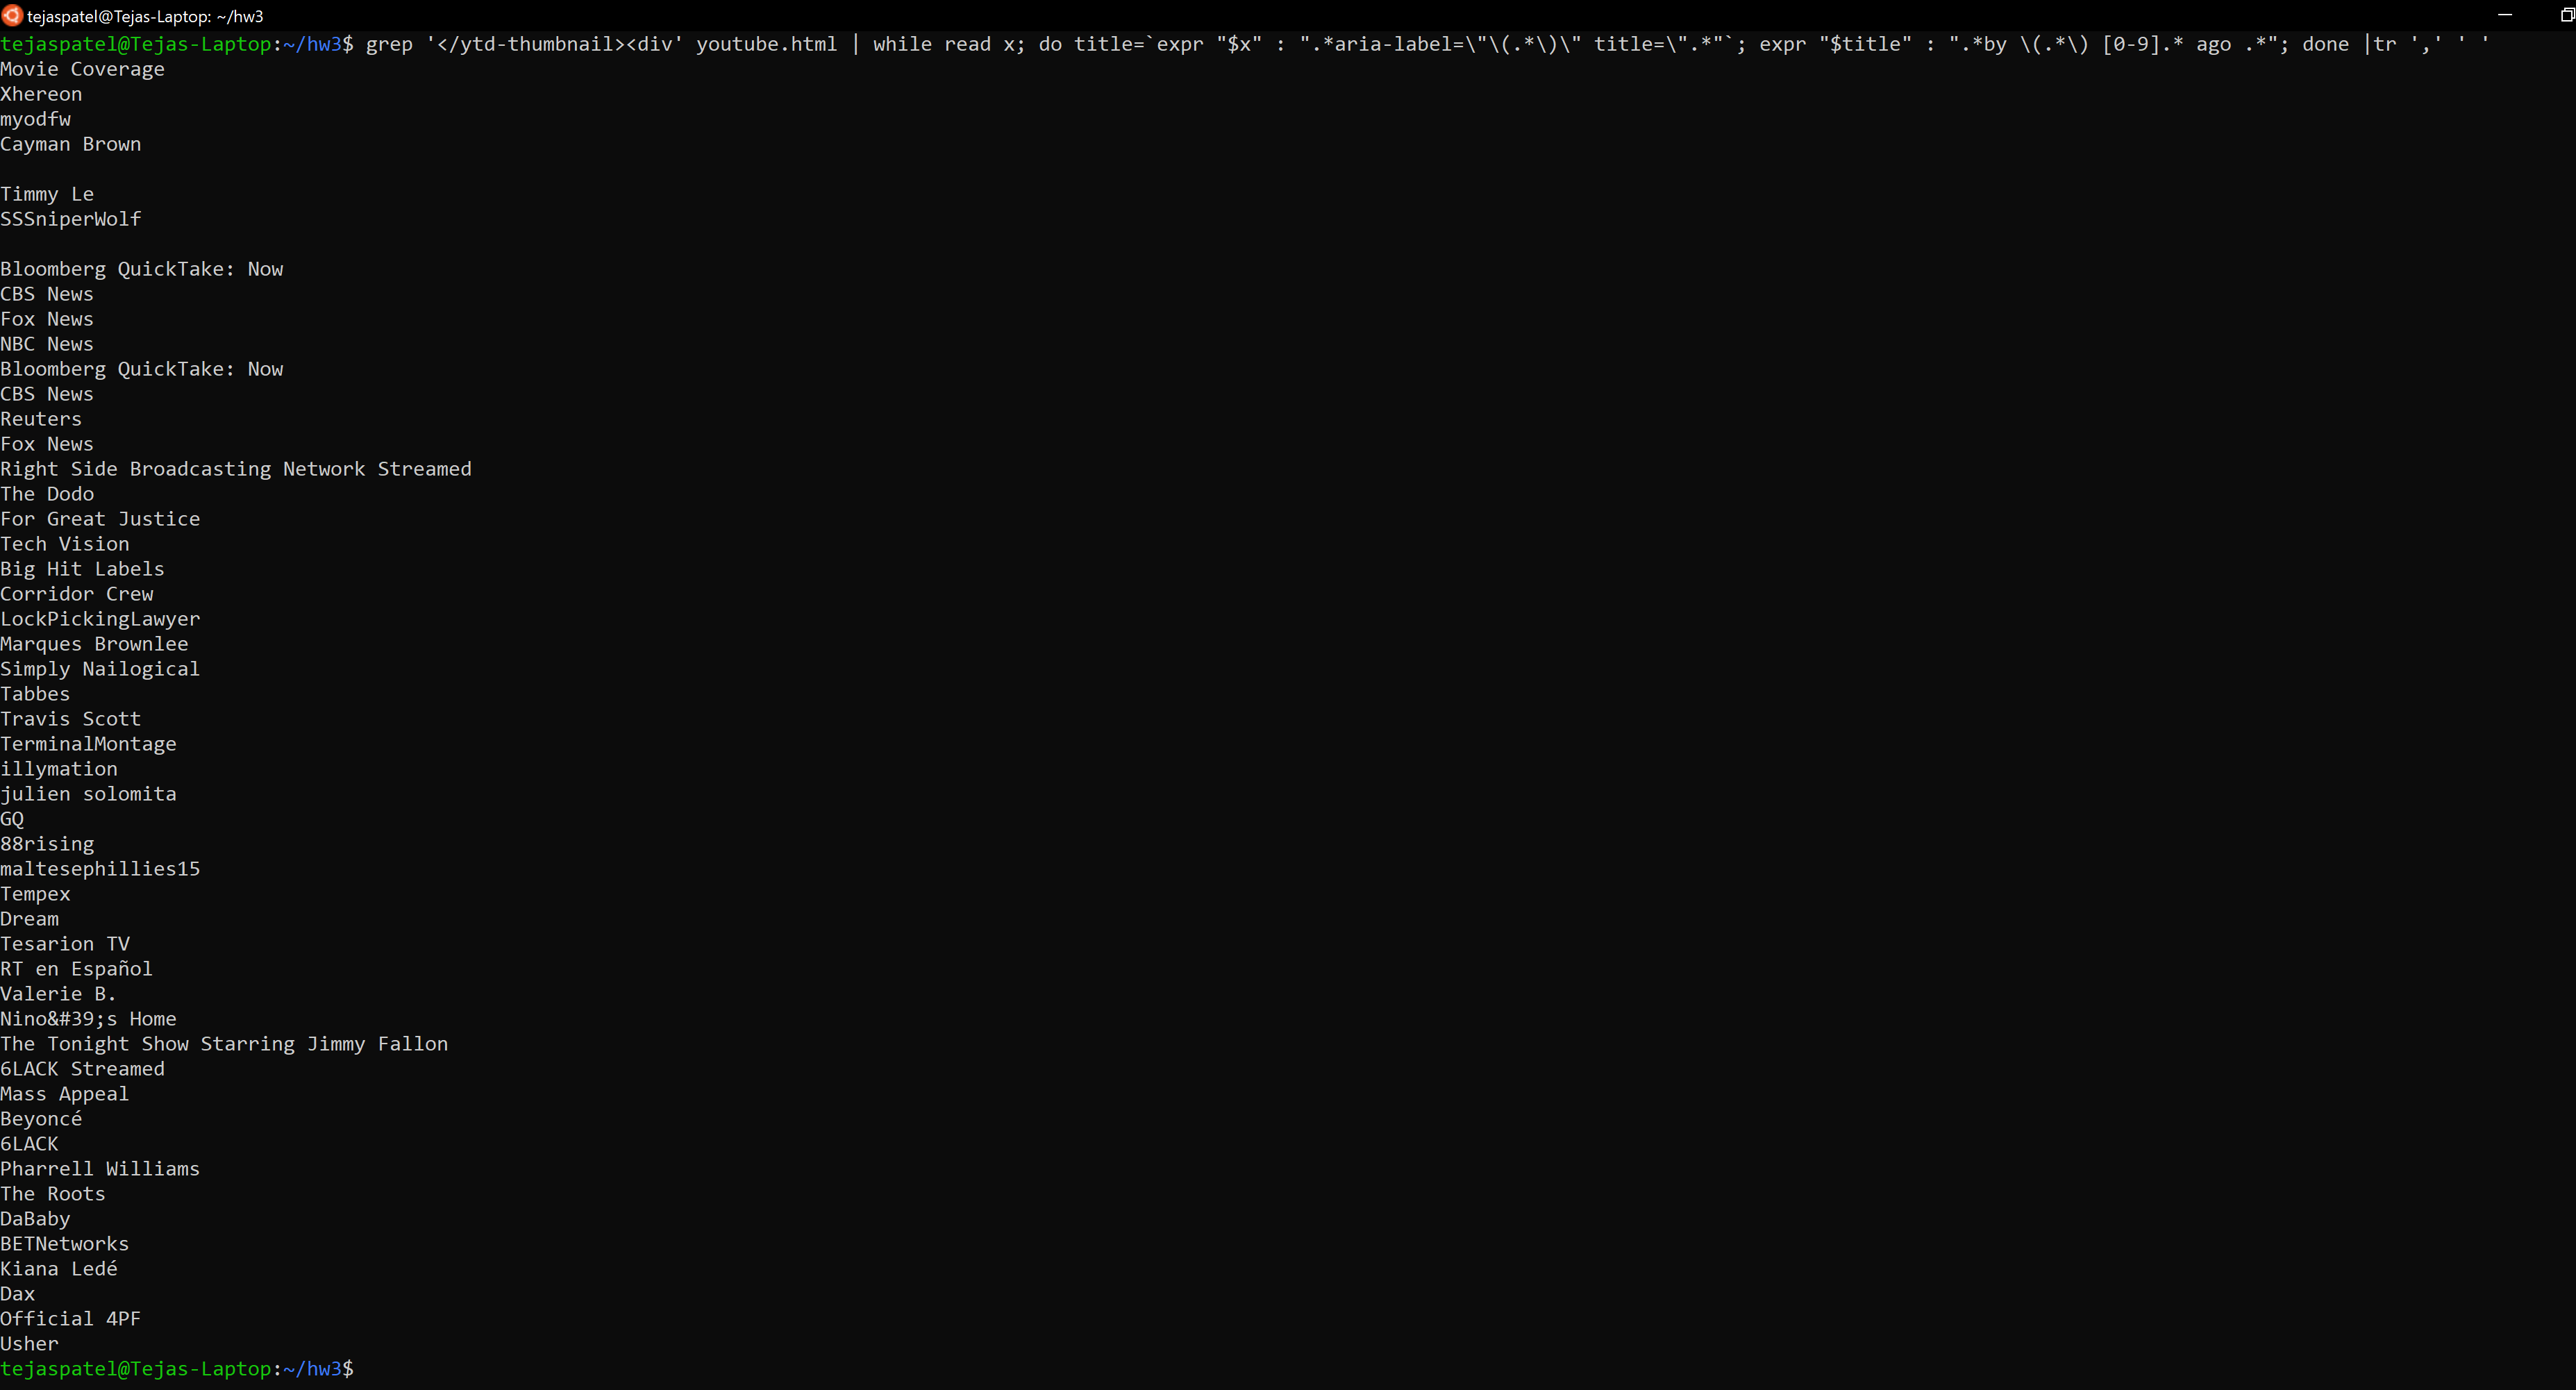 tejaspatel@Tejas-Laptop: ~/hw3
tejaspatel@Tejas-Laptop:~/hw3$ grep '</ytd-thumbnail><div' youtube.html | while read x; do title=`expr "$x" : ".*aria-label=\"\(.*\)\" title=\".*"`; expr "$title" : ".*by \(.*\) [0-9].* ago .*"; done |tr ',' ' '
Movie Coverage
Xhereon
myodfw
Cayman Brown
Timmy Le
SSSniperWolf
Bloomberg QuickTake: Now
CBS News
Fox News
NBC News
Bloomberg QuickTake: Now
CBS News
Reuters
Fox News
Right Side Broadcasting Network Streamed
The Dodo
For Great Justice
Tech Vision
Big Hit Labels
Corridor Crew
LockPickingLawyer
Marques Brownlee
Simply Nailogical
Tabbes
Travis Scott
TerminalMontage
illymation
julien solomita
GQ
88rising
maltesephillies15
Tempex
Dream
Tesarion TV
RT en Español
Valerie B.
Nino&#39;s Home
The Tonight Show Starring Jimmy Fallon
6LACK Streamed
Mass Appeal
Beyoncé
6LACK
Pharrell Williams
The Roots
DaBaby
BETNetworks
Kiana Ledé
Dax
Official 4PF
Usher
tejaspatel@Tejas-Laptop:~/hw3$